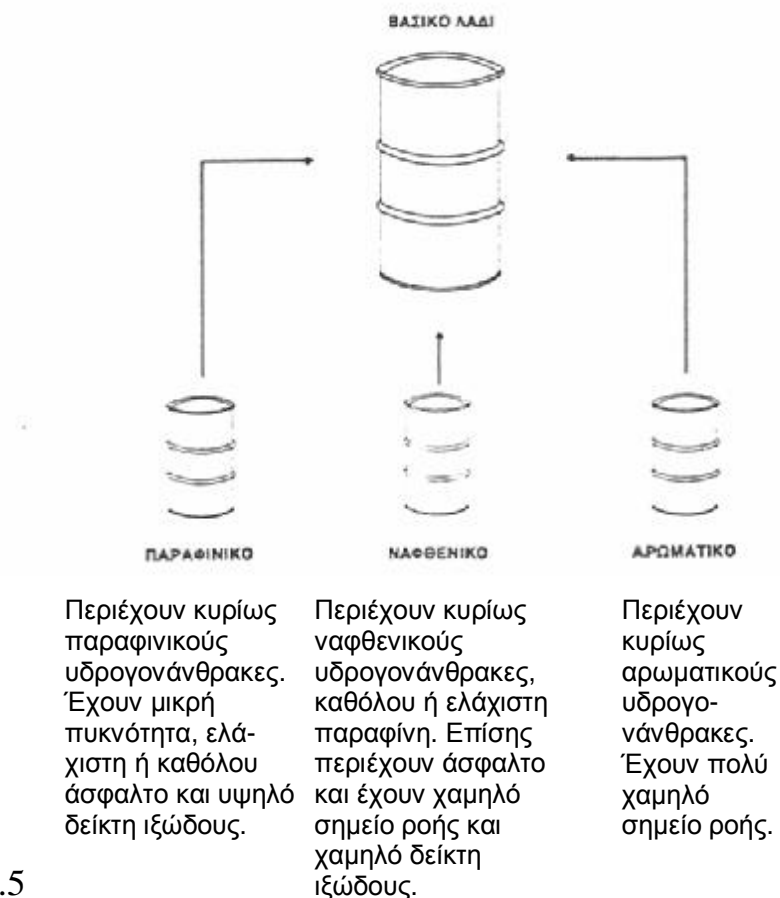 ΒΑΣΙΚΟ ΛΑΔΙ
ΠΑΡΑΦΙΝΙΚΟ
ΝΑΦΘΕΝΙΚΟ
ΑΡΩΜΑΤΙΚΟ
Περιέχουν κυρίως
παραφινικούς
υδρογονάνθρακες.
Έχουν μικρή
πυκνότητα, ελά-
χιστη ή καθόλου
άσφαλτο και υψηλό
δείκτη ιξώδους.
Περιέχουν κυρίως
ναφθενικούς
υδρογονάνθρακες,
καθόλου ή ελάχιστη
παραφίνη. Επίσης
περιέχουν άσφαλτο
και έχουν χαμηλό
σημείο ροής και
χαμηλό δείκτη
ιξώδους.
Περιέχουν
κυρίως
αρωματικούς
υδρογο-
νάνθρακες.
Έχουν πολύ
χαμηλό
σημείο ροής.
.5